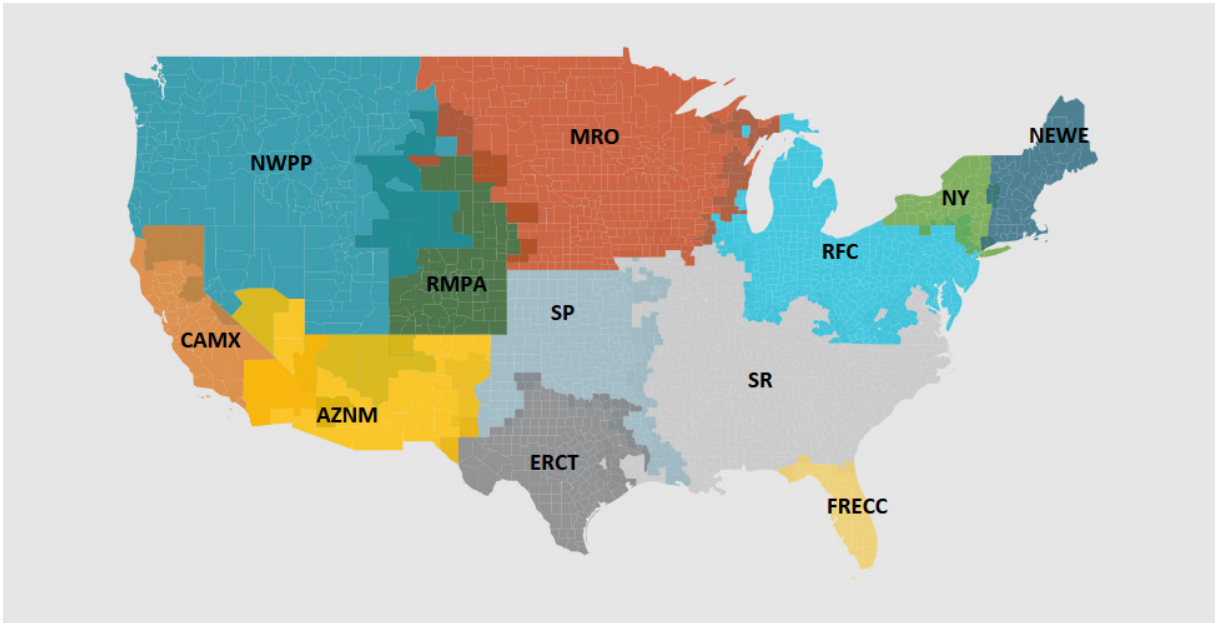 NEWE
MRO
NWPP
NY
RFC
RMPA
SP
CAMX
SR
AZNM
ERCT
FRECC